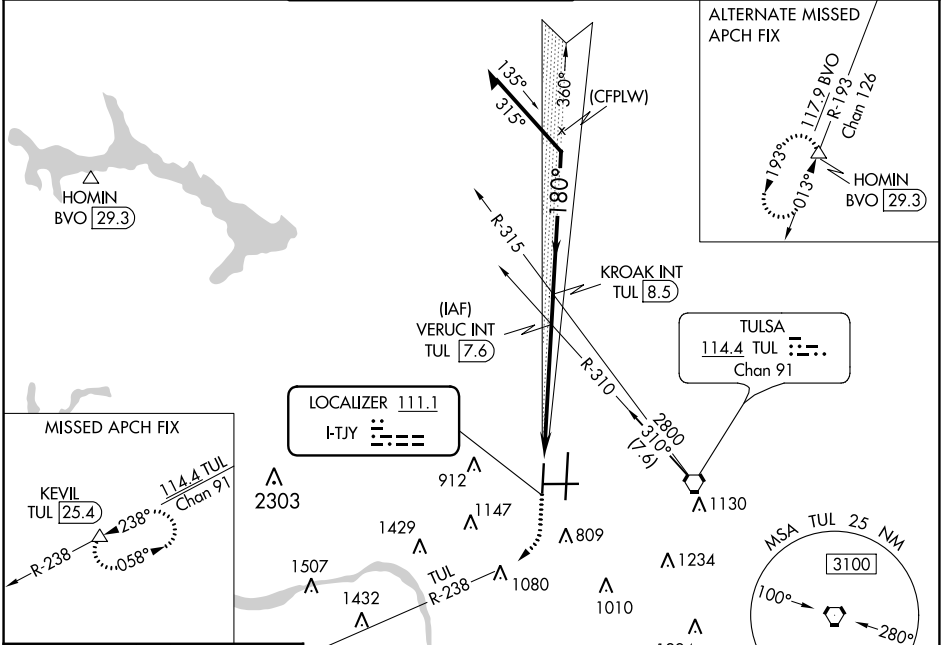 ALTERNATE MISSED
APCH FIX
117.9 BVO
R-193
Chan 126
193°
013°
HOMIN
BVO 29.3
135°
315°
360°
(CFPLW)
180°
HOMIN
BVO 29.3
R-315
KROAK INT
TUL 8.5
(IAF)
VERUC INT
TUL 7.6
R-310
2800
310°
(7.6)
TULSA
114.4 TUL
Chan 91
LOCALIZER 111.1
I-TJY
MISSED APCH FIX
KEVIL
TUL 25.4
114.4 TUL
Chan 91
238°
058°
R-238
2303
912
1147
1429
1507
1432
TUL
R-238
1080
809
1130
1234
1010
MSA TUL 25 NM
3100
100°
280°